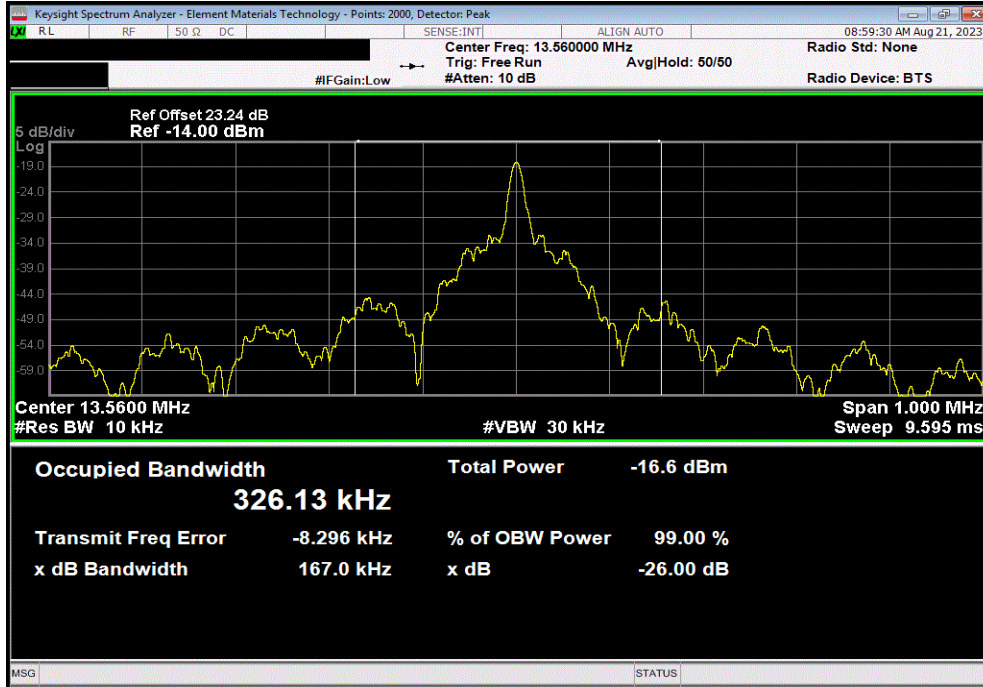 Keysight Spectrum Analyzer - Element Materials Technology - Points: 2000, Detector: Peak
LXI RL RF 50 Ω DC SENSE:INT ALIGN AUTO 08:59:30 AM Aug 21, 2023
Center Freq: 13.560000 MHz Radio Std: None
Trig: Free Run Avg|Hold: 50/50
#IFGain:Low #Atten: 10 dB Radio Device: BTS
Ref Offset 23.24 dB
5 dB/div Ref -14.00 dBm
Log
-19.0
-24.0
-29.0
-34.0
-39.0
-44.0
-49.0
-54.0
-59.0
Center 13.5600 MHz Span 1.000 MHz
#Res BW 10 kHz #VBW 30 kHz Sweep 9.595 ms
Occupied Bandwidth Total Power -16.6 dBm
326.13 kHz
Transmit Freq Error -8.296 kHz % of OBW Power 99.00 %
x dB Bandwidth 167.0 kHz x dB -26.00 dB
MSG STATUS